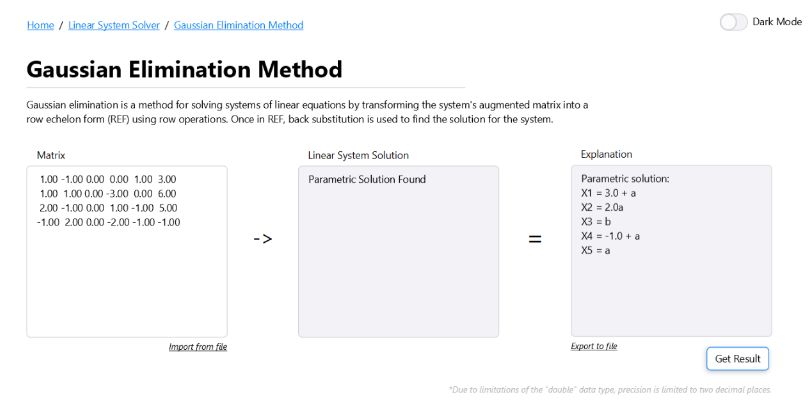 Home / Linear System Solver / Gaussian Elimination Method
Dark Mode
Gaussian Elimination Method
Gaussian elimination is a method for solving systems of linear equations by transforming the system's augmented matrix into a
row echelon form (REF) using row operations. Once in REF, back substitution is used to find the solution for the system.
Matrix
1.00 -1.00 0.00 0.00 1.00 3.00
1.00 1.00 0.00 -3.00 0.00 6.00
2.00 -1.00 0.00 1.00 -1.00 5.00
-1.00 2.00 0.00 -2.00 -1.00 -1.00
Import from file
->
Linear System Solution
Parametric Solution Found
=
Explanation
Parametric solution:
X1 = 3.0 + a
X2 = 2.0a
X3 = b
X4 = -1.0 + a
X5 = a
Export to file
Get Result
*Due to limitations of the "double" data type, precision is limited to two decimal places.